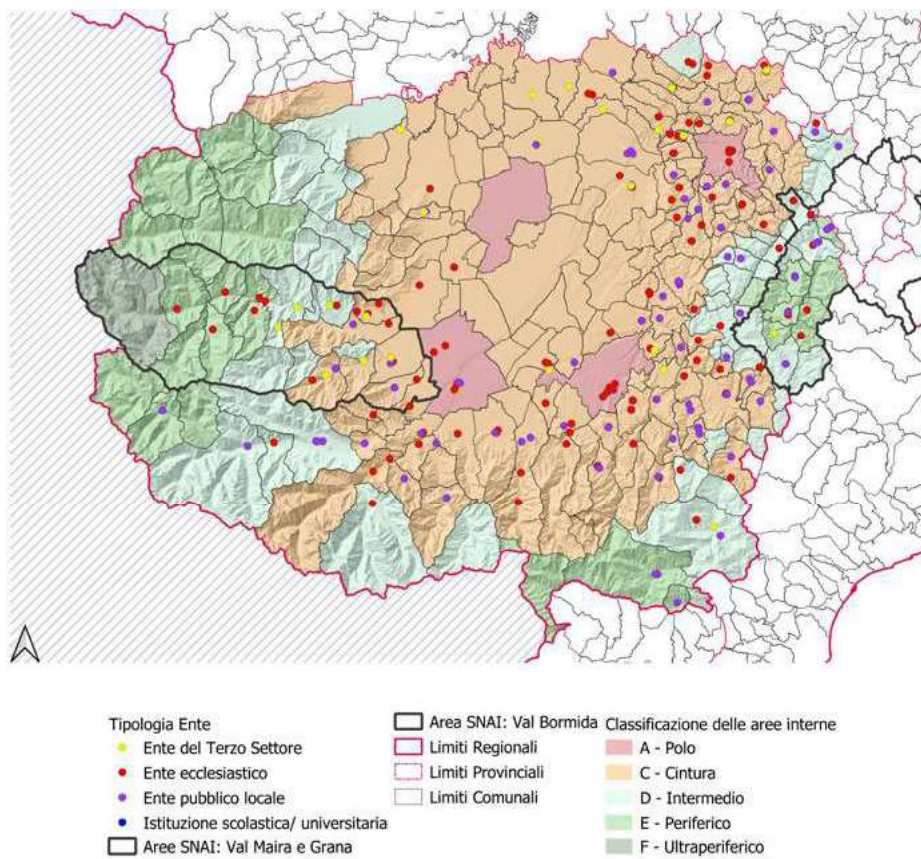 Tipologia Ente
Ente del Terzo Settore
Ente ecclesiastico
Ente pubblico locale
Istituzione scolastica/ universitaria
Aree SNAI: Val Maira e Grana
Area SNAI: Val Bormida
Limiti Regionali
Limiti Provinciali
Limiti Comunali
Classificazione delle aree interne
A - Polo
C - Cintura
D - Intermedio
E - Periferico
F - Ultraperiferico